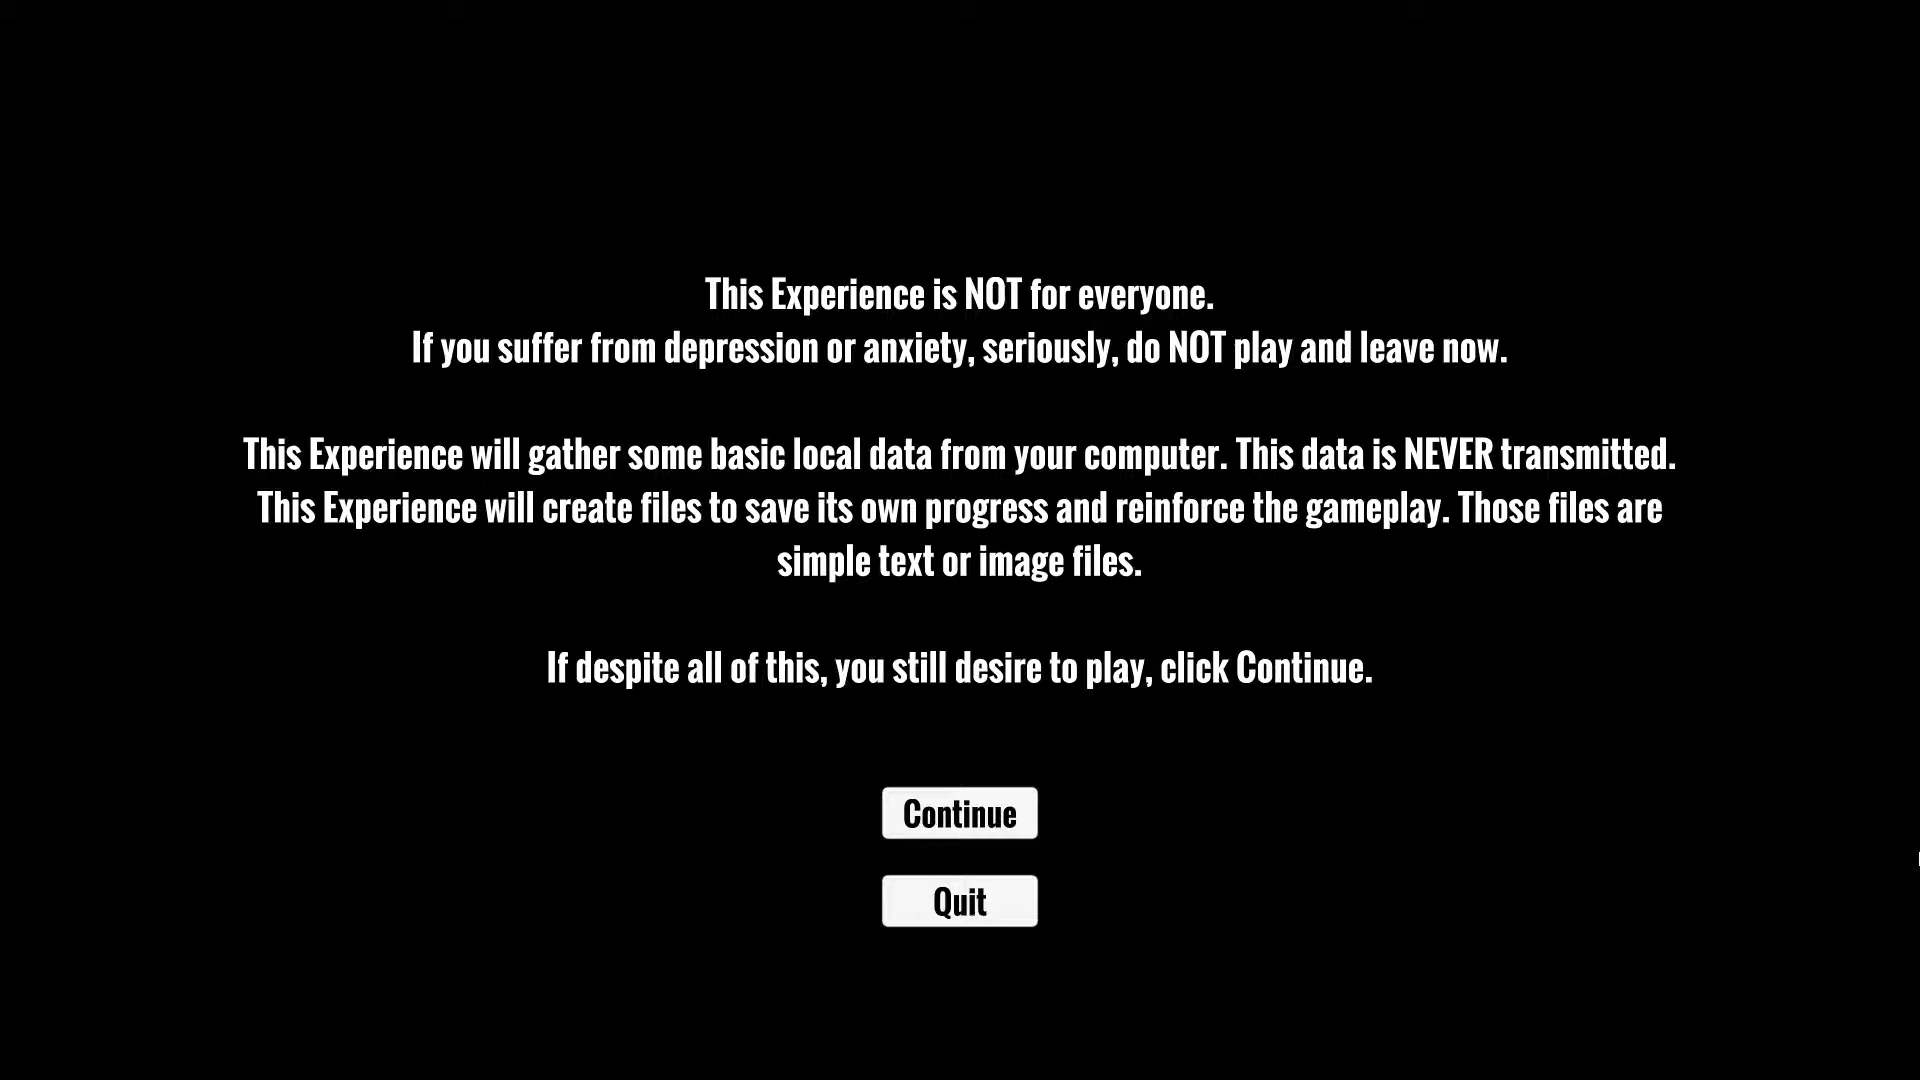 This Experience is NOT for everyone.
If you suffer from depression or anxiety, seriously, do NOT play and leave now.
This Experience will gather some basic local data from your computer. This data is NEVER transmitted.
This Experience will create files to save its own progress and reinforce the gameplay. Those files are
simple text or image files.
If despite all of this, you still desire to play, click Continue.
Continue
Quit